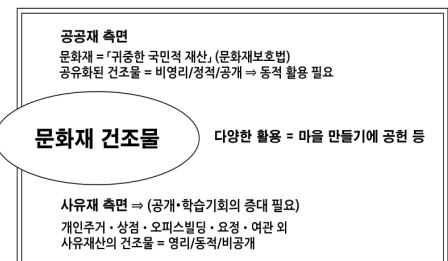 공공재 측면
문화재 = ｢귀중한 국민적 재산｣ (문화재보호법)
공유화된 건조물 = 비영리/정적/공개 ⇒ 동적 활용 필요
문화재 건조물
다양한 활용 = 마을 만들기에 공헌 등
사유재 측면 ⇒ (공개·학습기회의 증대 필요)
개인주거·상점·오피스빌딩·요정·여관 외
사유재산의 건조물 = 영리/동적/비공개